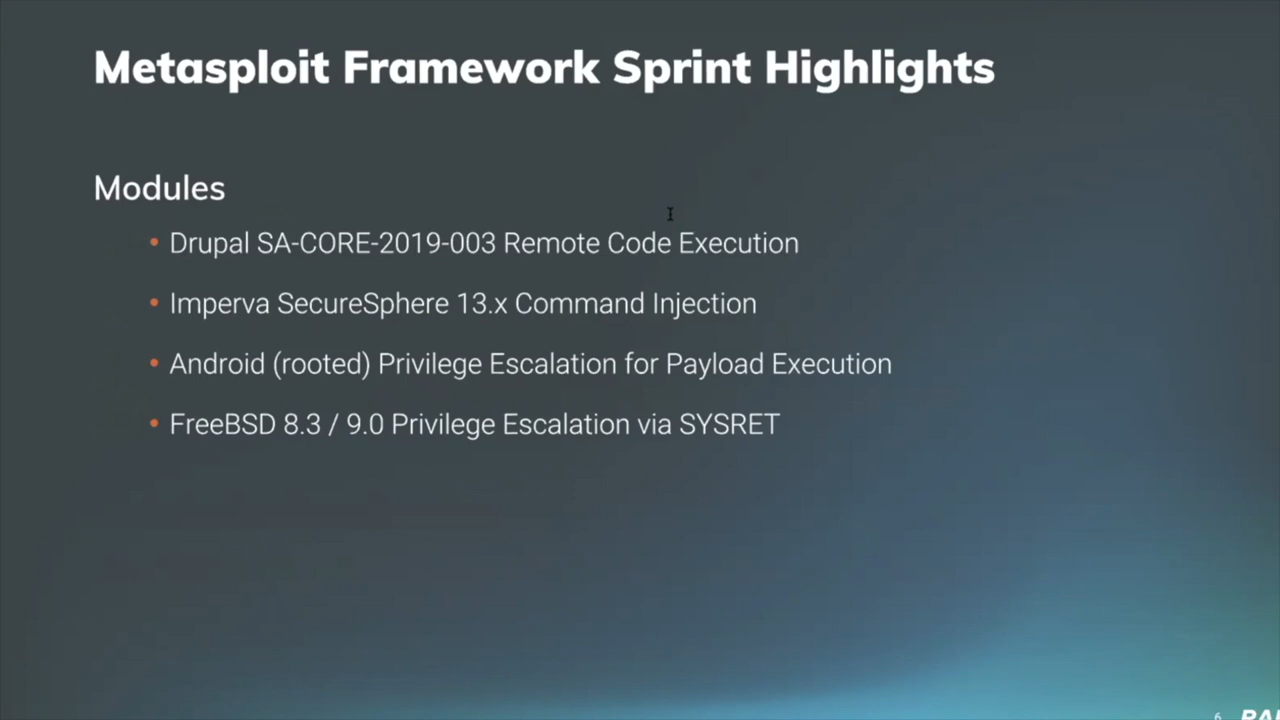 Metasploit Framework Sprint Highlights
Modules
• Drupal SA-CORE-2019-003 Remote Code Execution
• Imperva SecureSphere 13.x Command Injection
• Android (rooted) Privilege Escalation for Payload Execution
• FreeBSD 8.3 / 9.0 Privilege Escalation via SYSRET
6